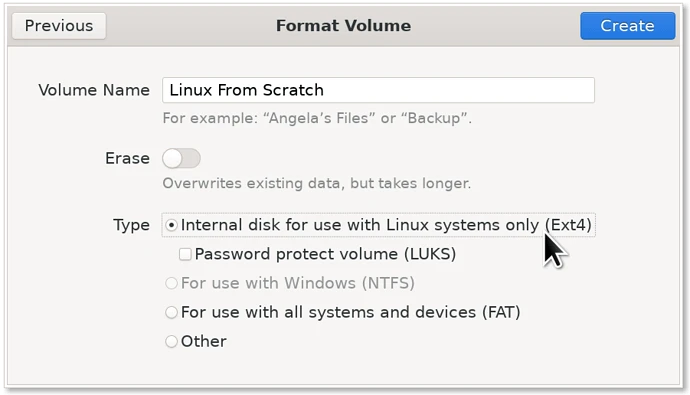 Previous
Format Volume
Create
Volume Name
Linux From Scratch
For example: “Angela’s Files” or “Backup”.
Erase
Overwrites existing data, but takes longer.
Type
Internal disk for use with Linux systems only (Ext4)
Password protect volume (LUKS)
For use with Windows (NTFS)
For use with all systems and devices (FAT)
Other